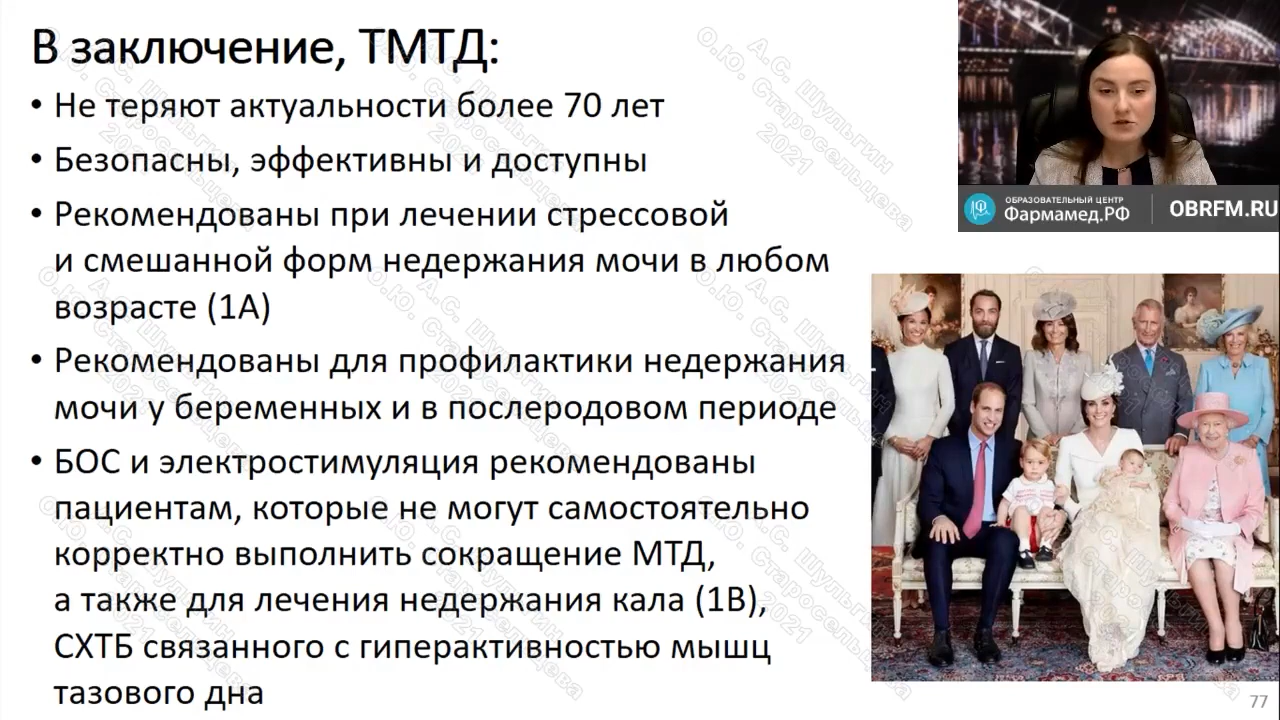 В заключение, ТМТД:
• Не теряют актуальности более 70 лет
• Безопасны, эффективны и доступны
• Рекомендованы при лечении стрессовой
и смешанной форм недержания мочи в любом
возрасте (1А)
• Рекомендованы для профилактики недержания
мочи у беременных и в послеродовом периоде
• БОС и электростимуляция рекомендованы
пациентам, которые не могут самостоятельно
корректно выполнить сокращение МТД,
а также для лечения недержания кала (1В),
СХТБ связанного с гиперактивностью мышц
тазового дна
ОБРАЗОВАТЕЛЬНЫЙ ЦЕНТР
Фармамед.РФ
OBRFM.RU
77
А.С. Шульгин
О.Ю. Старосельцева
2021